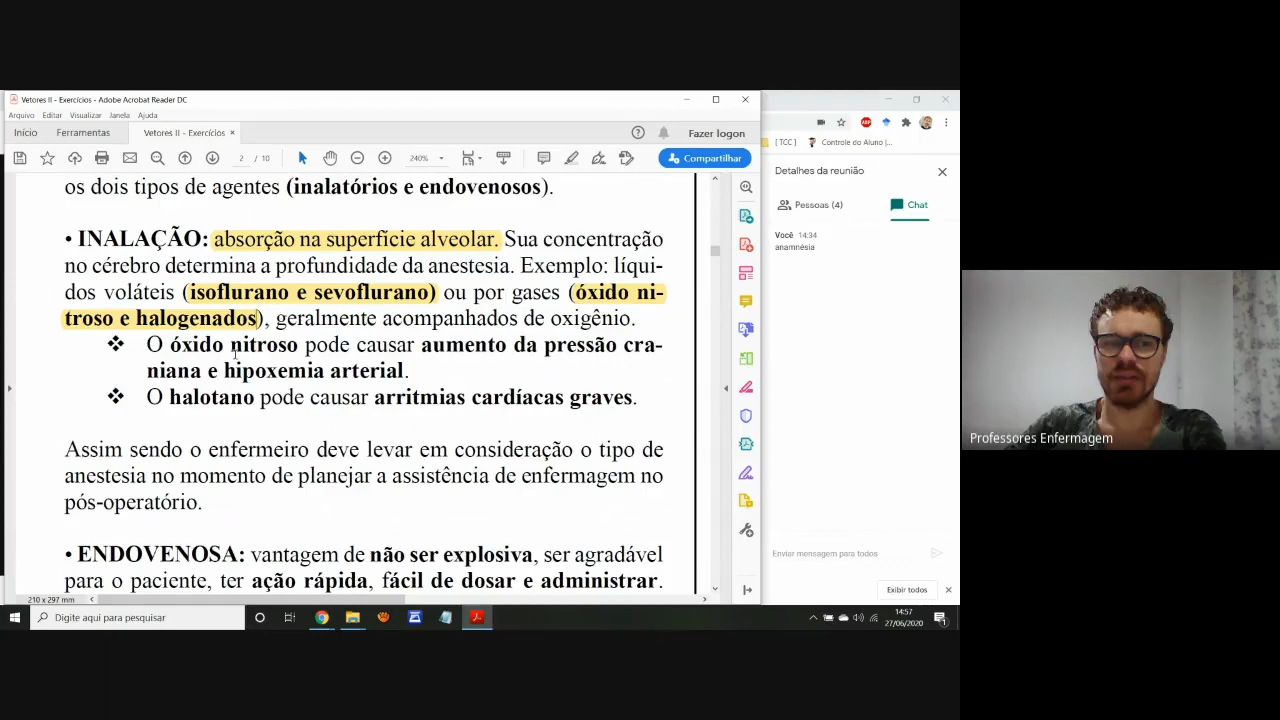 Vetores II - Exercícios - Adobe Acrobat Reader DC
Arquivo Editar Visualizar Janela Ajuda
Início Ferramentas Vetores II - Exercícios × Fazer logon
2 / 10 240% Compartilhar
os dois tipos de agentes (inalatórios e endovenosos).
• INALAÇÃO: absorção na superfície alveolar. Sua concentração
no cérebro determina a profundidade da anestesia. Exemplo: líqui-
dos voláteis (isoflurano e sevoflurano) ou por gases (óxido ni-
troso e halogenados), geralmente acompanhados de oxigênio.
❖ O óxido nitroso pode causar aumento da pressão cra-
niana e hipoxemia arterial.
❖ O halotano pode causar arritmias cardíacas graves.
Assim sendo o enfermeiro deve levar em consideração o tipo de
anestesia no momento de planejar a assistência de enfermagem no
pós-operatório.
• ENDOVENOSA: vantagem de não ser explosiva, ser agradável
para o paciente, ter ação rápida, fácil de dosar e administrar.
210 x 297 mm
ABP
[ TCC ] Controle do Aluno |
Detalhes da reunião
Pessoas (4) Chat
Você 14:34
anamnésia
Enviar mensagem para todos
Exibir todos
Digite aqui para pesquisar
14:57
27/06/2020
1
Professores Enfermagem